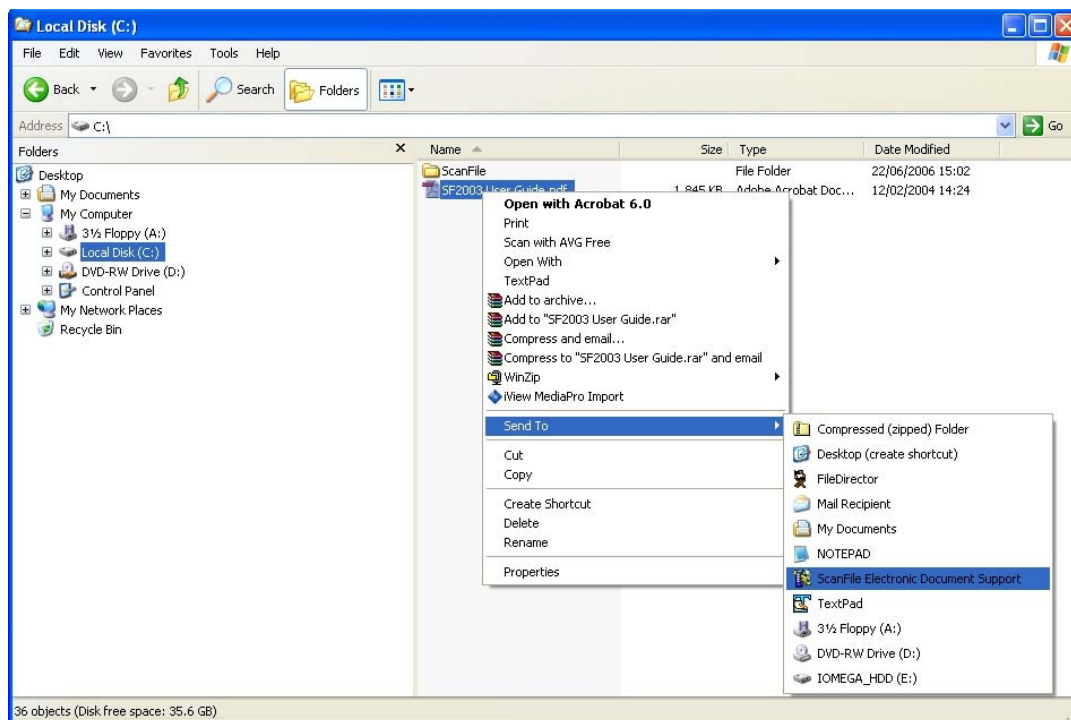 Local Disk (C:)
File Edit View Favorites Tools Help
Back Search Folders
Address C:\ Go
Folders Name Size Type Date Modified
Desktop
My Documents
My Computer
3½ Floppy (A:)
Local Disk (C:)
DVD-RW Drive (D:)
Control Panel
My Network Places
Recycle Bin
ScanFile File Folder 22/06/2006 15:02
SF2003 User Guide.pdf 1,845 KB Adobe Acrobat Doc... 12/02/2004 14:24
Open with Acrobat 6.0
Print
Scan with AVG Free
Open With
TextPad
Add to archive...
Add to "SF2003 User Guide.rar"
Compress and email...
Compress to "SF2003 User Guide.rar" and email
WinZip
iView MediaPro Import
Send To
Cut
Copy
Create Shortcut
Delete
Rename
Properties
Compressed (zipped) Folder
Desktop (create shortcut)
FileDirector
Mail Recipient
My Documents
NOTEPAD
ScanFile Electronic Document Support
TextPad
3½ Floppy (A:)
DVD-RW Drive (D:)
IOMEGA_HDD (E:)
36 objects (Disk free space: 35.6 GB)